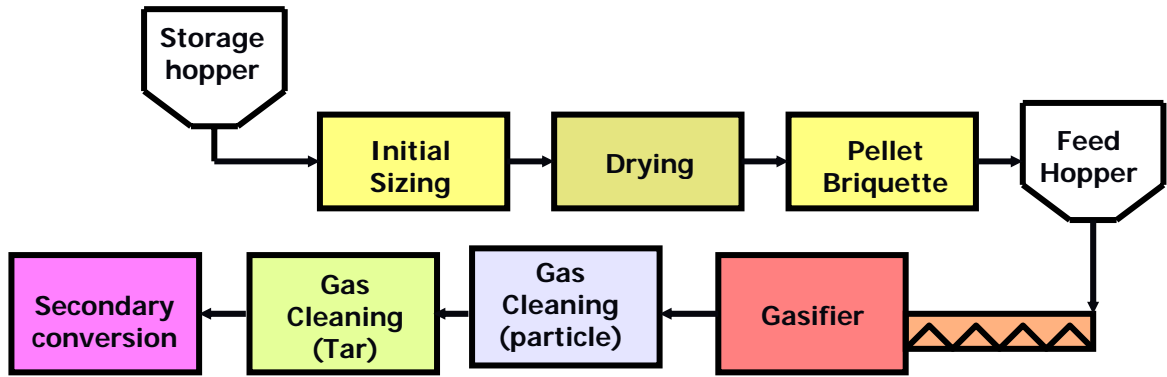 Storage
hopper
Initial
Sizing
Drying
Pellet
Briquette
Feed
Hopper
Gasifier
Gas
Cleaning
(particle)
Gas
Cleaning
(Tar)
Secondary
conversion